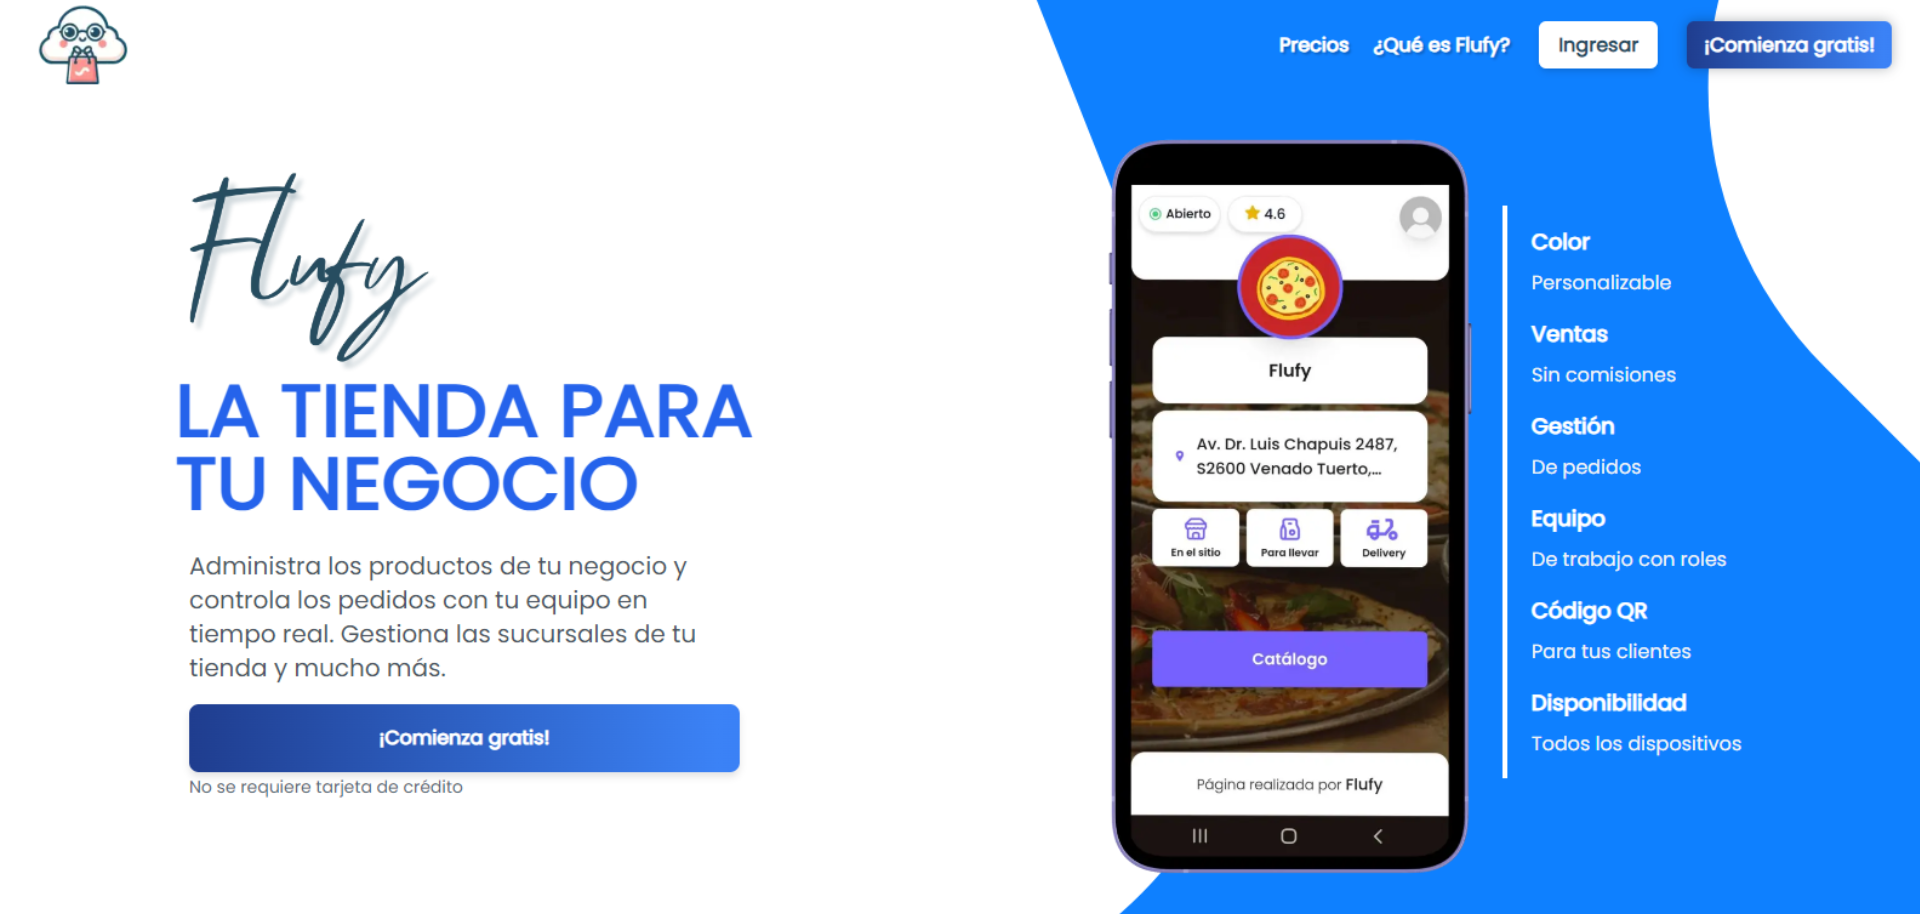 Precios
¿Qué es Flufy?
Ingresar
¡Comienza gratis!
Flufy
LA TIENDA PARA
TU NEGOCIO
Administra los productos de tu negocio y
controla los pedidos con tu equipo en
tiempo real. Gestiona las sucursales de tu
tienda y mucho más.
¡Comienza gratis!
No se requiere tarjeta de crédito
Abierto
4.6
Flufy
Av. Dr. Luis Chapuis 2487,
S2600 Venado Tuerto,...
En el sitio
Para llevar
Delivery
Catálogo
Página realizada por Flufy
Color
Personalizable
Ventas
Sin comisiones
Gestión
De pedidos
Equipo
De trabajo con roles
Código QR
Para tus clientes
Disponibilidad
Todos los dispositivos